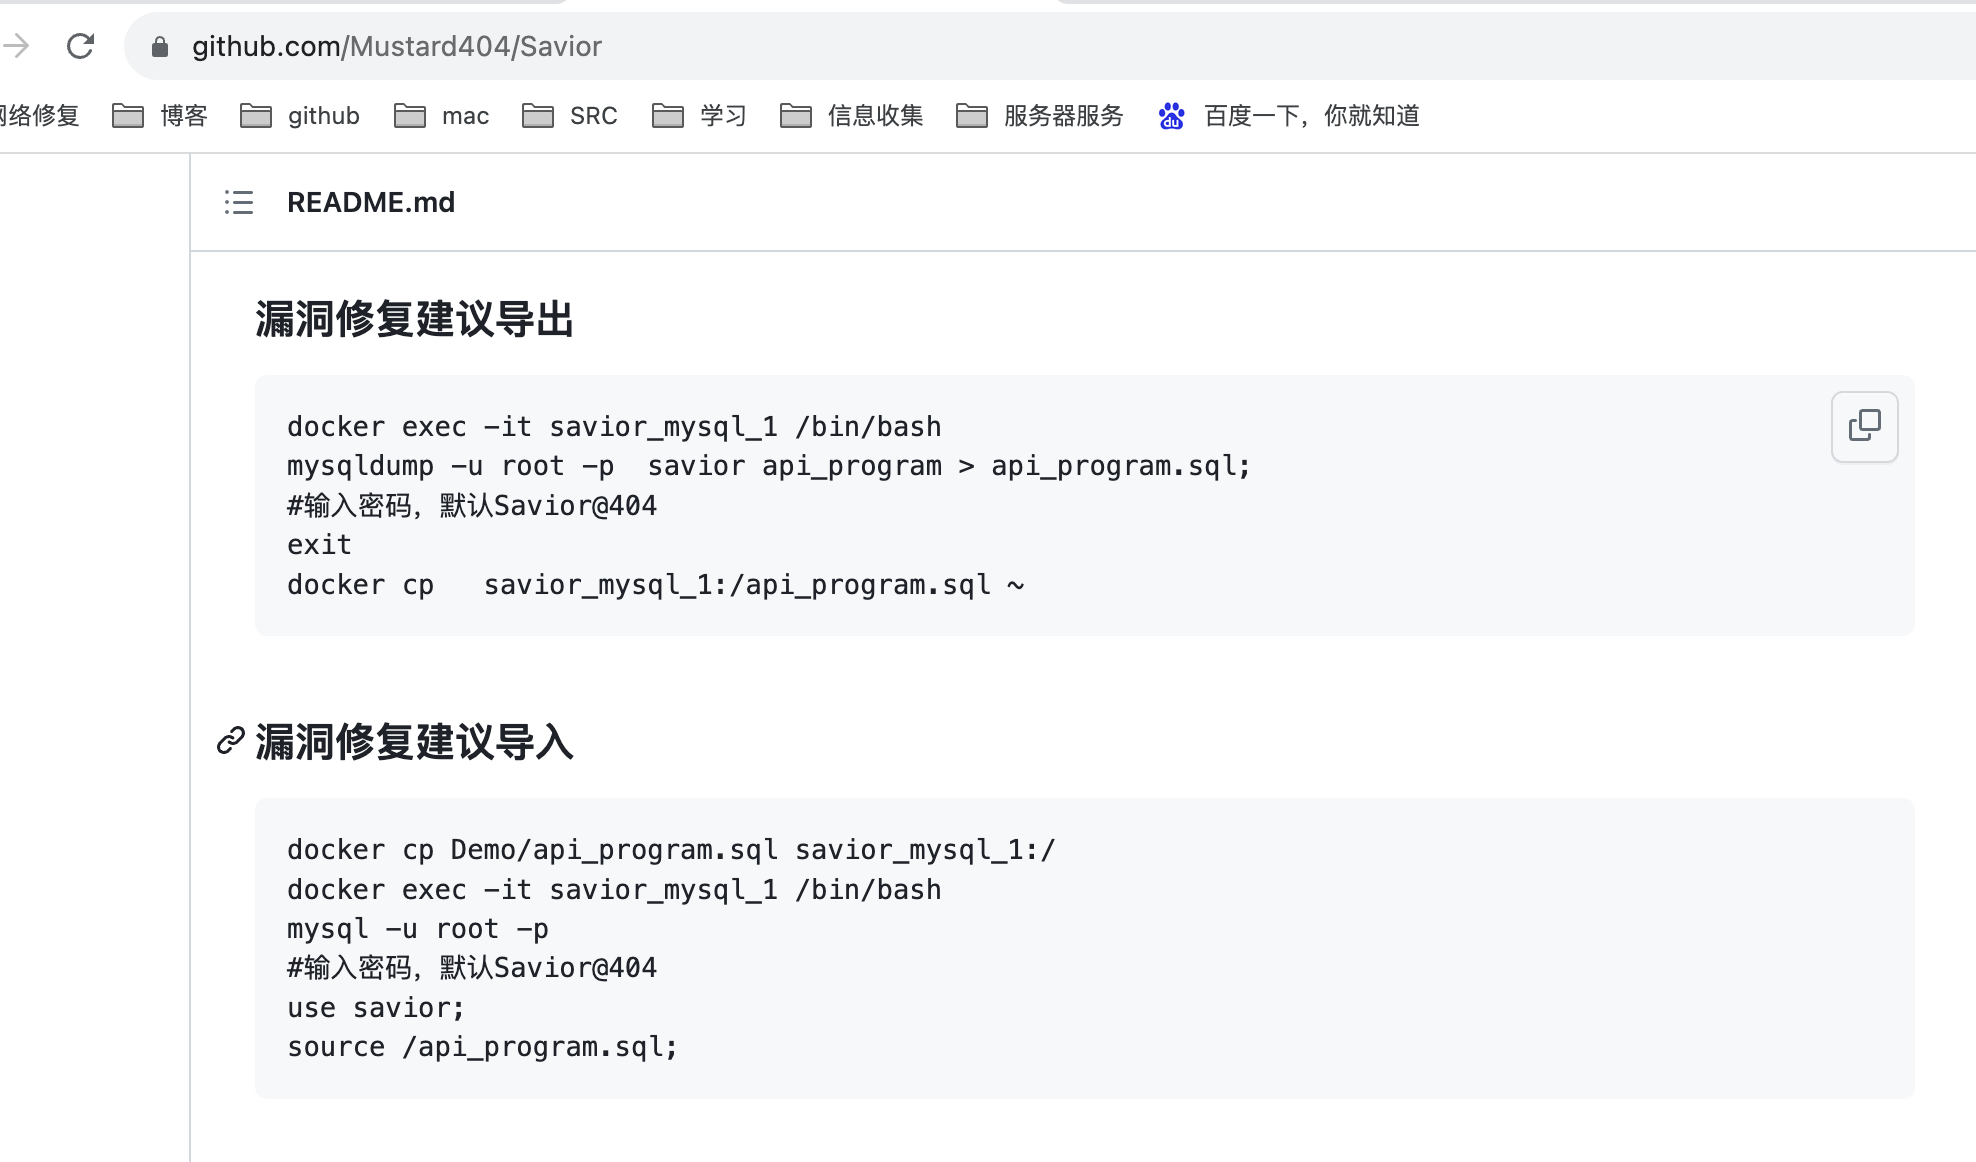 github.com/Mustard404/Savior
网络修复 博客 github mac SRC 学习 信息收集 服务器服务 百度一下，你就知道
README.md
漏洞修复建议导出
docker exec -it savior_mysql_1 /bin/bash
mysqldump -u root -p  savior api_program > api_program.sql;
#输入密码，默认Savior@404
exit
docker cp   savior_mysql_1:/api_program.sql ~
漏洞修复建议导入
docker cp Demo/api_program.sql savior_mysql_1:/
docker exec -it savior_mysql_1 /bin/bash
mysql -u root -p
#输入密码，默认Savior@404
use savior;
source /api_program.sql;